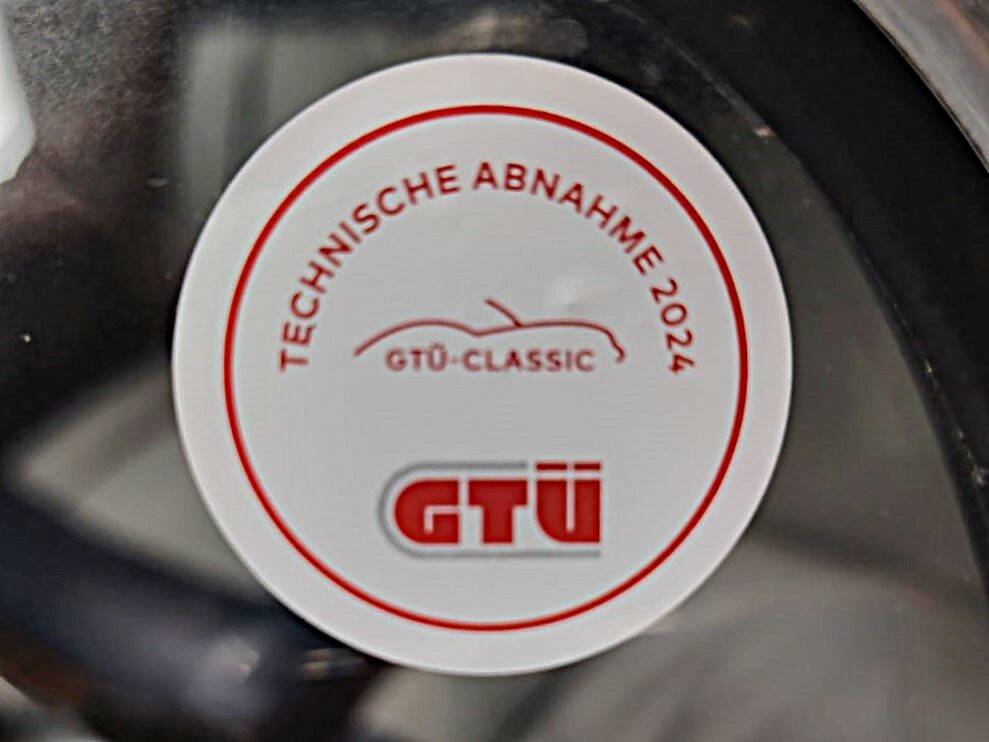 TECHNISCHE ABNAHME 2024
GTÜ-CLASSIC
GTÜ